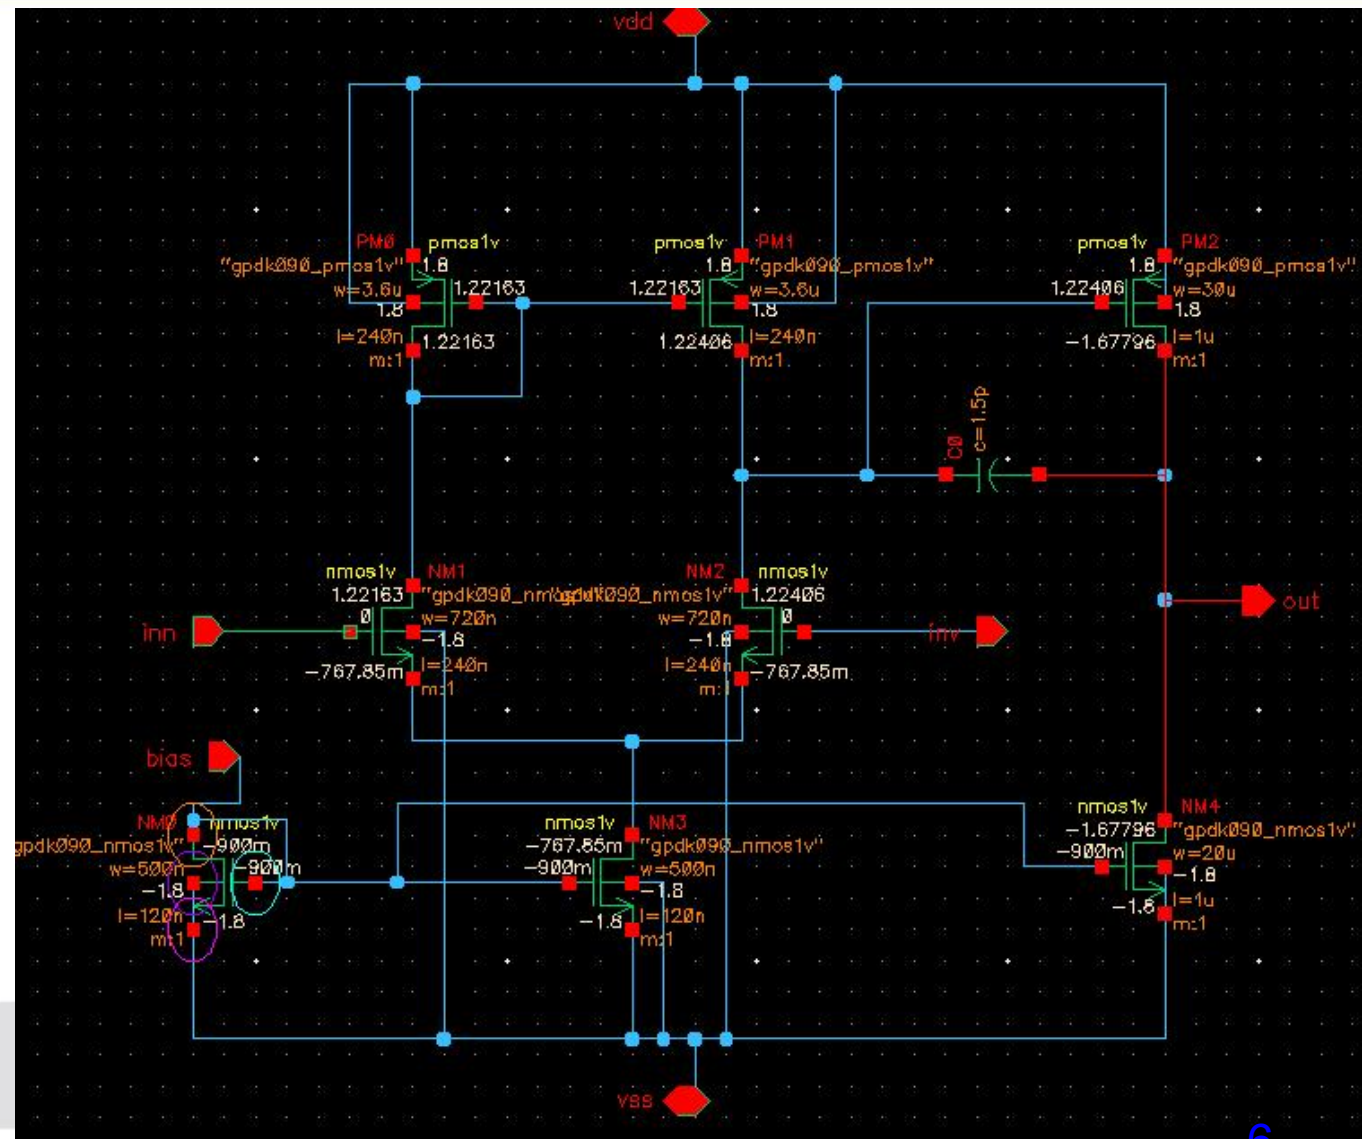 vdd
PM0 pmos1v
"gpdk090_pmos1v"
1.8
w=3.6u
1.22163
1.8
l=240n
1.22163
m:1
pmos1v PM1
1.8 "gpdk090_pmos1v"
1.22163
w=3.6u
1.8
1.22406
l=240n
m:1
pmos1v PM2
1.8 "gpdk090_pmos1v"
1.22406
w=30u
1.8
-1.67796
l=1u
m:1
C0
c=1.5p
nmos1v NM1
1.22163
0
w=720n
-1.8
l=240n
-767.85m
m:1
inn
NM2 nmos1v
gpdk090_nmos1v"
1.22406
w=720n
0
-1.8
l=240n
-767.85m
m:1
inv
out
bias
NM0 nmos1v
gpdk090_nmos1v"
-900m
w=500n
-900m
-1.8
l=120n
-1.8
m:1
nmos1v NM3
-767.85m "gpdk090_nmos1v"
-900m
w=500n
-1.8
l=120n
-1.8
m:1
nmos1v NM4
-1.67796 "gpdk090_nmos1v"
-900m
w=20u
-1.8
l=1u
-1.8
m:1
vss
6